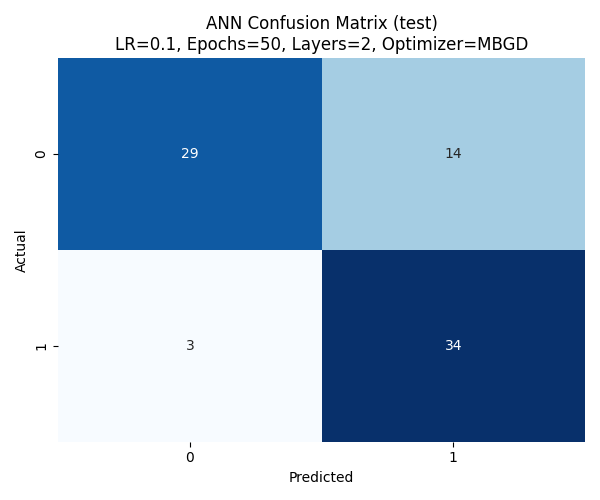 ANN Confusion Matrix (test)
LR=0.1, Epochs=50, Layers=2, Optimizer=MBGD
0
29
14
Actual
1
3
34
0
1
Predicted